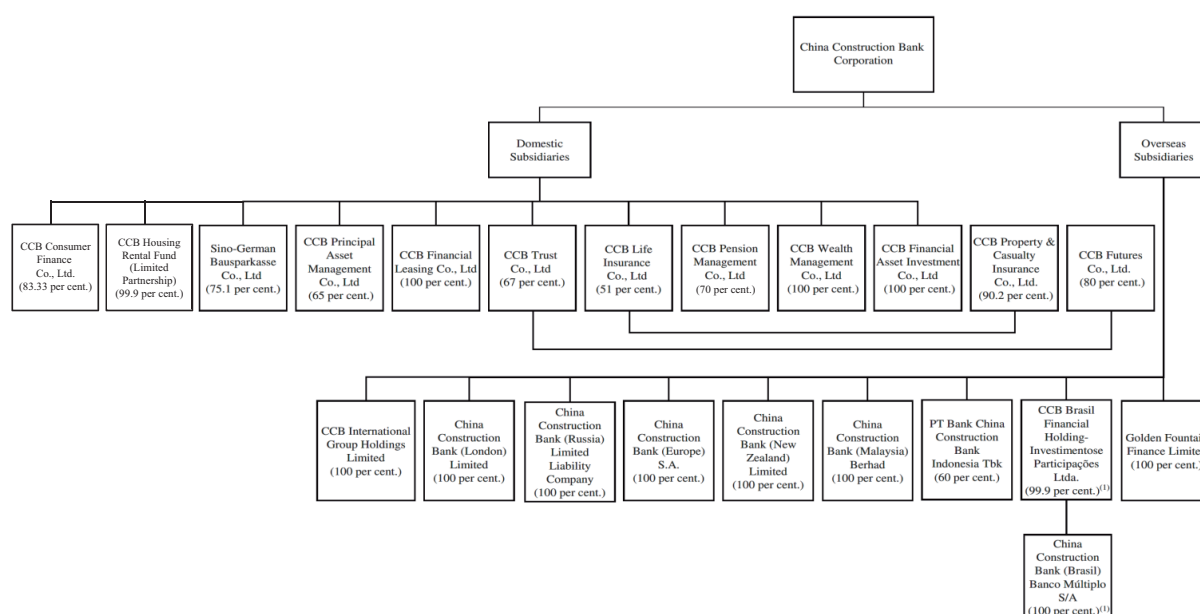 China Construction Bank
Corporation
Domestic
Subsidiaries
Overseas
Subsidiaries
CCB Consumer
Finance
Co., Ltd.
(83.33 per cent.)
CCB Housing
Rental Fund
(Limited
Partnership)
(99.9 per cent.)
Sino-German
Bausparkasse
Co., Ltd
(75.1 per cent.)
CCB Principal
Asset
Management
Co., Ltd
(65 per cent.)
CCB Financial
Leasing Co., Ltd
(100 per cent.)
CCB Trust
Co., Ltd
(67 per cent.)
CCB Life
Insurance
Co., Ltd
(51 per cent.)
CCB Pension
Management
Co., Ltd
(70 per cent.)
CCB Wealth
Management
Co., Ltd
(100 per cent.)
CCB Financial
Asset Investment
Co., Ltd
(100 per cent.)
CCB Property &
Casualty
Insurance
Co., Ltd.
(90.2 per cent.)
CCB Futures
Co., Ltd.
(80 per cent.)
CCB International
Group Holdings
Limited
(100 per cent.)
China
Construction
Bank (London)
Limited
(100 per cent.)
China
Construction
Bank (Russia)
Limited
Liability
Company
(100 per cent.)
China
Construction
Bank (Europe)
S.A.
(100 per cent.)
China
Construction
Bank (New
Zealand)
Limited
(100 per cent.)
China
Construction
Bank (Malaysia)
Berhad
(100 per cent.)
PT Bank China
Construction
Bank
Indonesia Tbk
(60 per cent.)
CCB Brasil
Financial
Holding-
Investimentose
Participações
Ltda.
(99.9 per cent.)(1)
Golden Fountai
Finance Limite
(100 per cent.
China
Construction
Bank (Brasil)
Banco Múltiplo
S/A
(100 per cent.)(1)